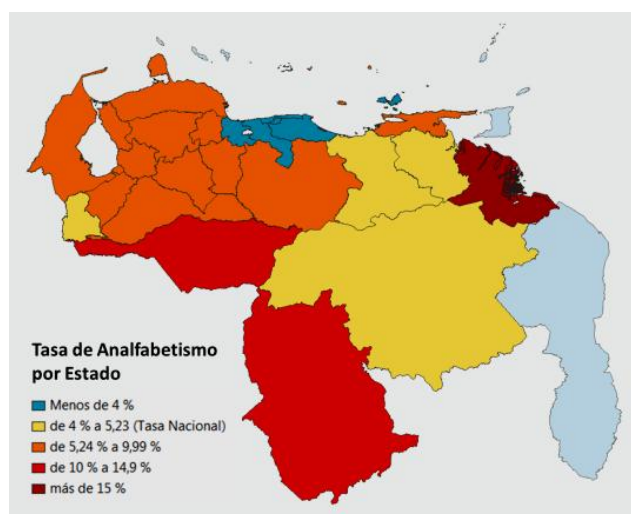 Tasa de Analfabetismo
por Estado
Menos de 4 %
de 4 % a 5,23 (Tasa Nacional)
de 5,24 % a 9,99 %
de 10 % a 14,9 %
más de 15 %